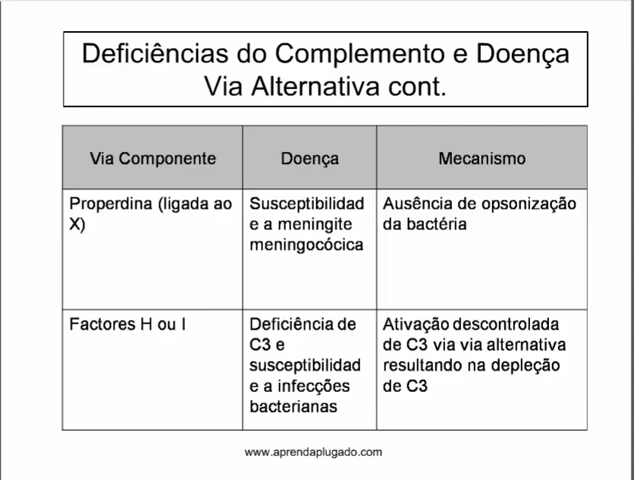 Deficiências do Complemento e Doença
Via Alternativa cont.
Via Componente
Doença
Mecanismo
Properdina (ligada ao
X)
Susceptibilidad
e a meningite
meningocócica
Ausência de opsonização
da bactéria
Factores H ou I
Deficiência de
C3 e
susceptibilidad
e a infecções
bacterianas
Ativação descontrolada
de C3 via via alternativa
resultando na depleção
de C3
www.aprendaplugado.com